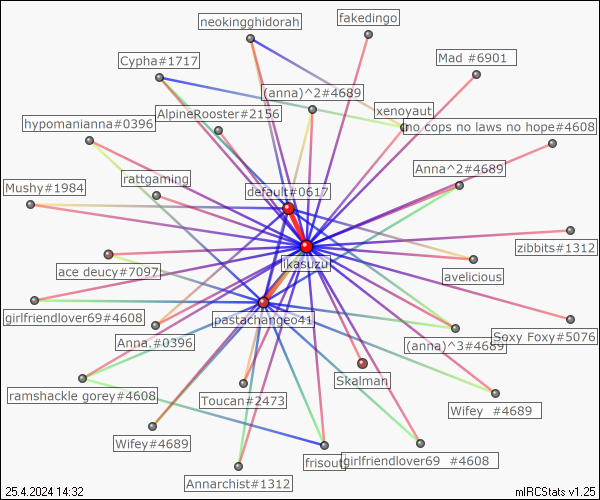 neokingghidorah
fakedingo
Cypha#1717
Mad #6901
(anna)^2#4689
AlpineRooster#2156
xenoyaut
hypomanianna#0396
no cops no laws no hope#4608
Anna^2#4689
rattgaming
Mushy#1984
default#0617
zibbits#1312
ikasuzu
ace deucy#7097
avelicious
girlfriendlover69#4608
pastachangeo41
Anna.#0396
(anna)^3#4689
Soxy Foxy#5076
Skalman
ramshackle gorey#4608
Toucan#2473
Wifey #4689
Wifey#4689
frisout
girlfriendlover69 #4608
Annarchist#1312
25.4.2024 14:32
mIRCStats v1.25